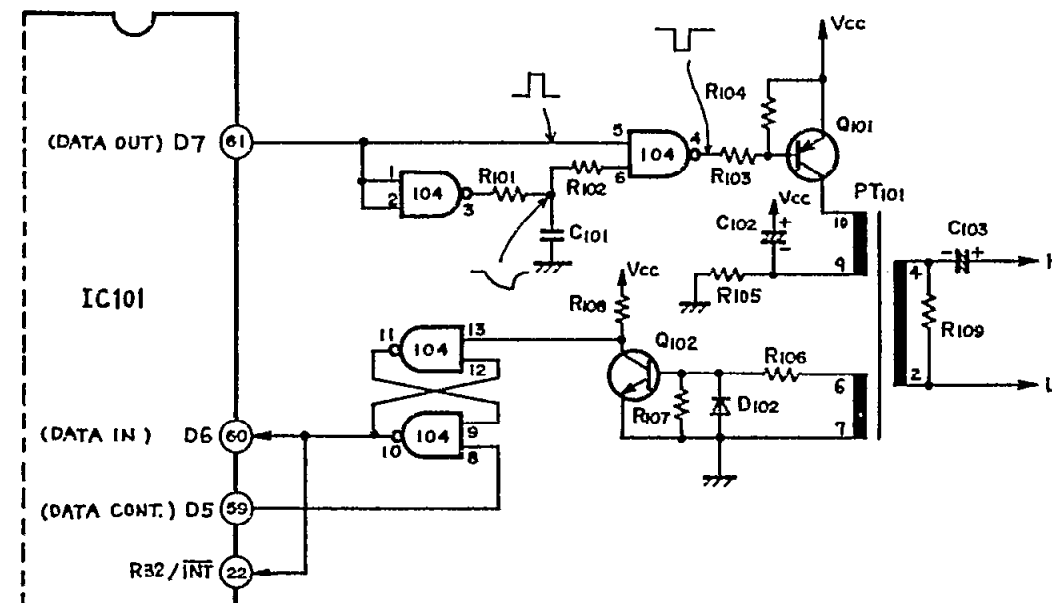 Vcc
(DATA OUT) D7 61
1
2
104
3
R101
R102
C101
5
6
104
4
R103
R104
Q101
Vcc
C102
+
-
R105
PT101
10
9
4
2
- C103 +
R109
IC101
Vcc
R108
11
104
13
12
Q102
R106
R107
D102
6
7
(DATA IN) D6 60
10
104
9
8
(DATA CONT.) D5 59
R32/INT 22